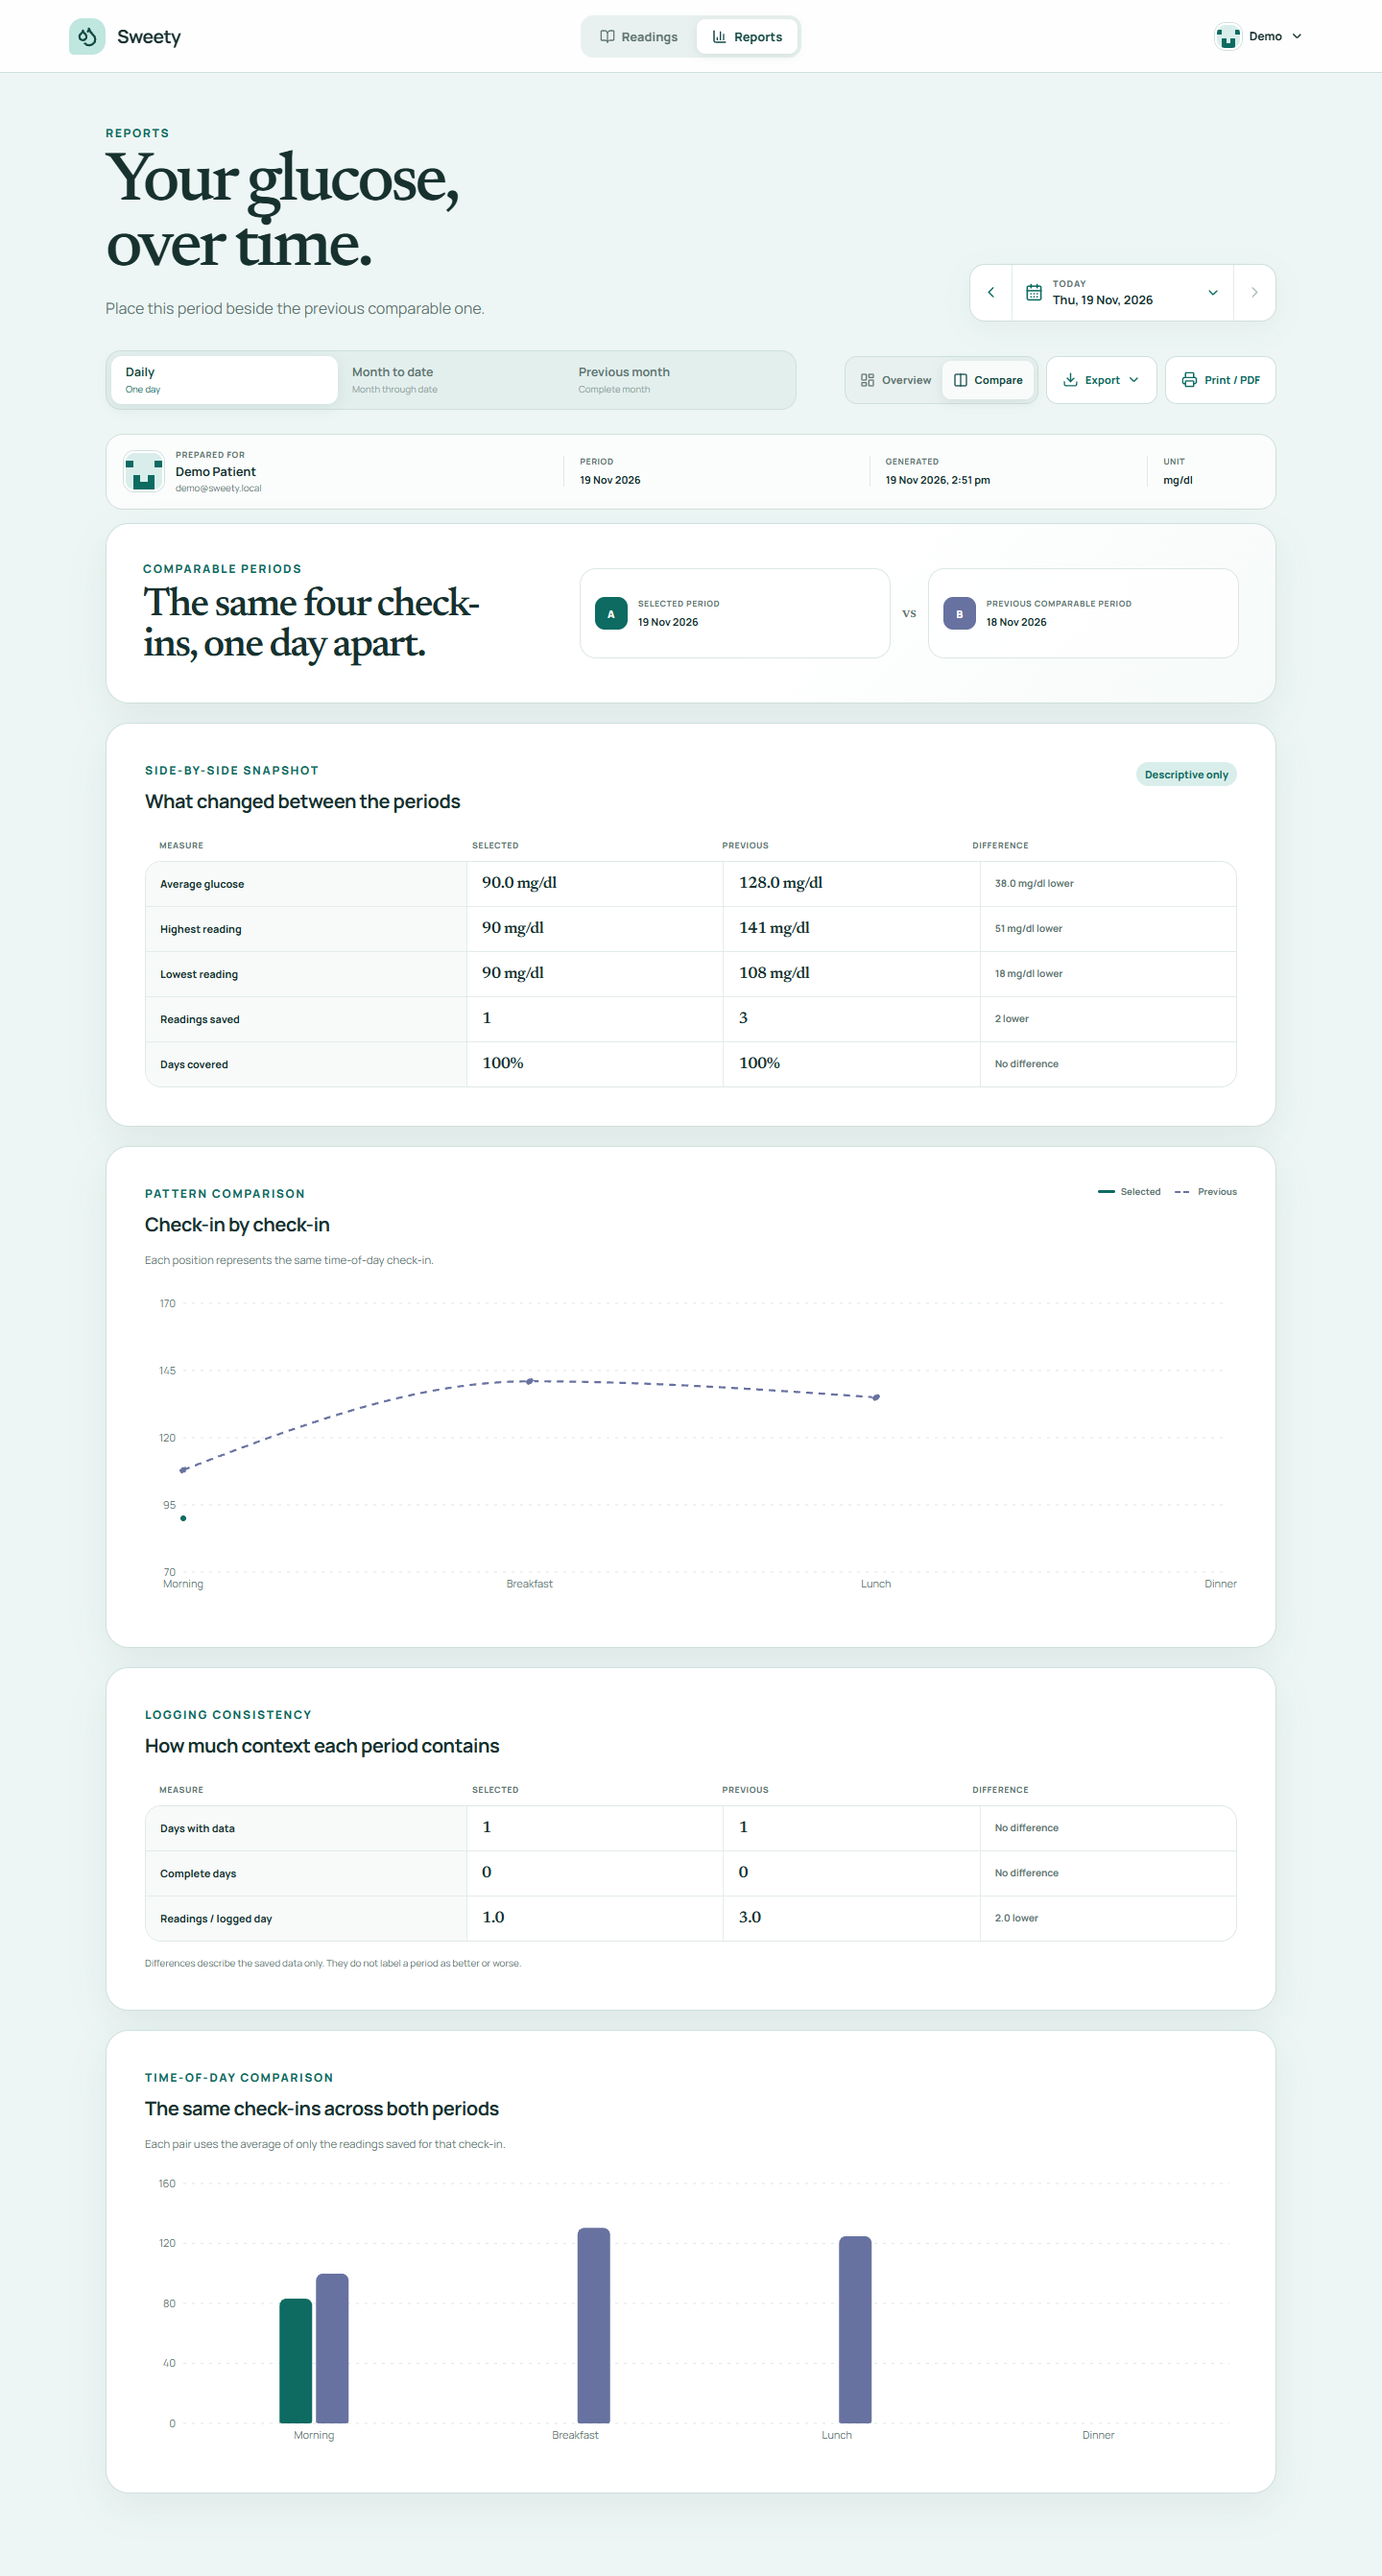 Sweety
Readings
Reports
Demo
REPORTS
Your glucose,
over time.
Place this period beside the previous comparable one.
TODAY
Thu, 19 Nov, 2026
Daily
One day
Month to date
Month through date
Previous month
Complete month
Overview
Compare
Export
Print / PDF
PREPARED FOR
Demo Patient
demo@sweety.local
PERIOD
19 Nov 2026
GENERATED
19 Nov 2026, 2:51 pm
UNIT
mg/dl
COMPARABLE PERIODS
The same four check-
ins, one day apart.
A
SELECTED PERIOD
19 Nov 2026
VS
B
PREVIOUS COMPARABLE PERIOD
18 Nov 2026
SIDE-BY-SIDE SNAPSHOT
What changed between the periods
Descriptive only
MEASURE SELECTED PREVIOUS DIFFERENCE
Average glucose 90.0 mg/dl 128.0 mg/dl 38.0 mg/dl lower
Highest reading 90 mg/dl 141 mg/dl 51 mg/dl lower
Lowest reading 90 mg/dl 108 mg/dl 18 mg/dl lower
Readings saved 1 3 2 lower
Days covered 100% 100% No difference
PATTERN COMPARISON
Check-in by check-in
Selected Previous
Each position represents the same time-of-day check-in.
170
145
120
95
70
Morning Breakfast Lunch Dinner
LOGGING CONSISTENCY
How much context each period contains
MEASURE SELECTED PREVIOUS DIFFERENCE
Days with data 1 1 No difference
Complete days 0 0 No difference
Readings / logged day 1.0 3.0 2.0 lower
Differences describe the saved data only. They do not label a period as better or worse.
TIME-OF-DAY COMPARISON
The same check-ins across both periods
Each pair uses the average of only the readings saved for that check-in.
160
120
80
40
0
Morning Breakfast Lunch Dinner